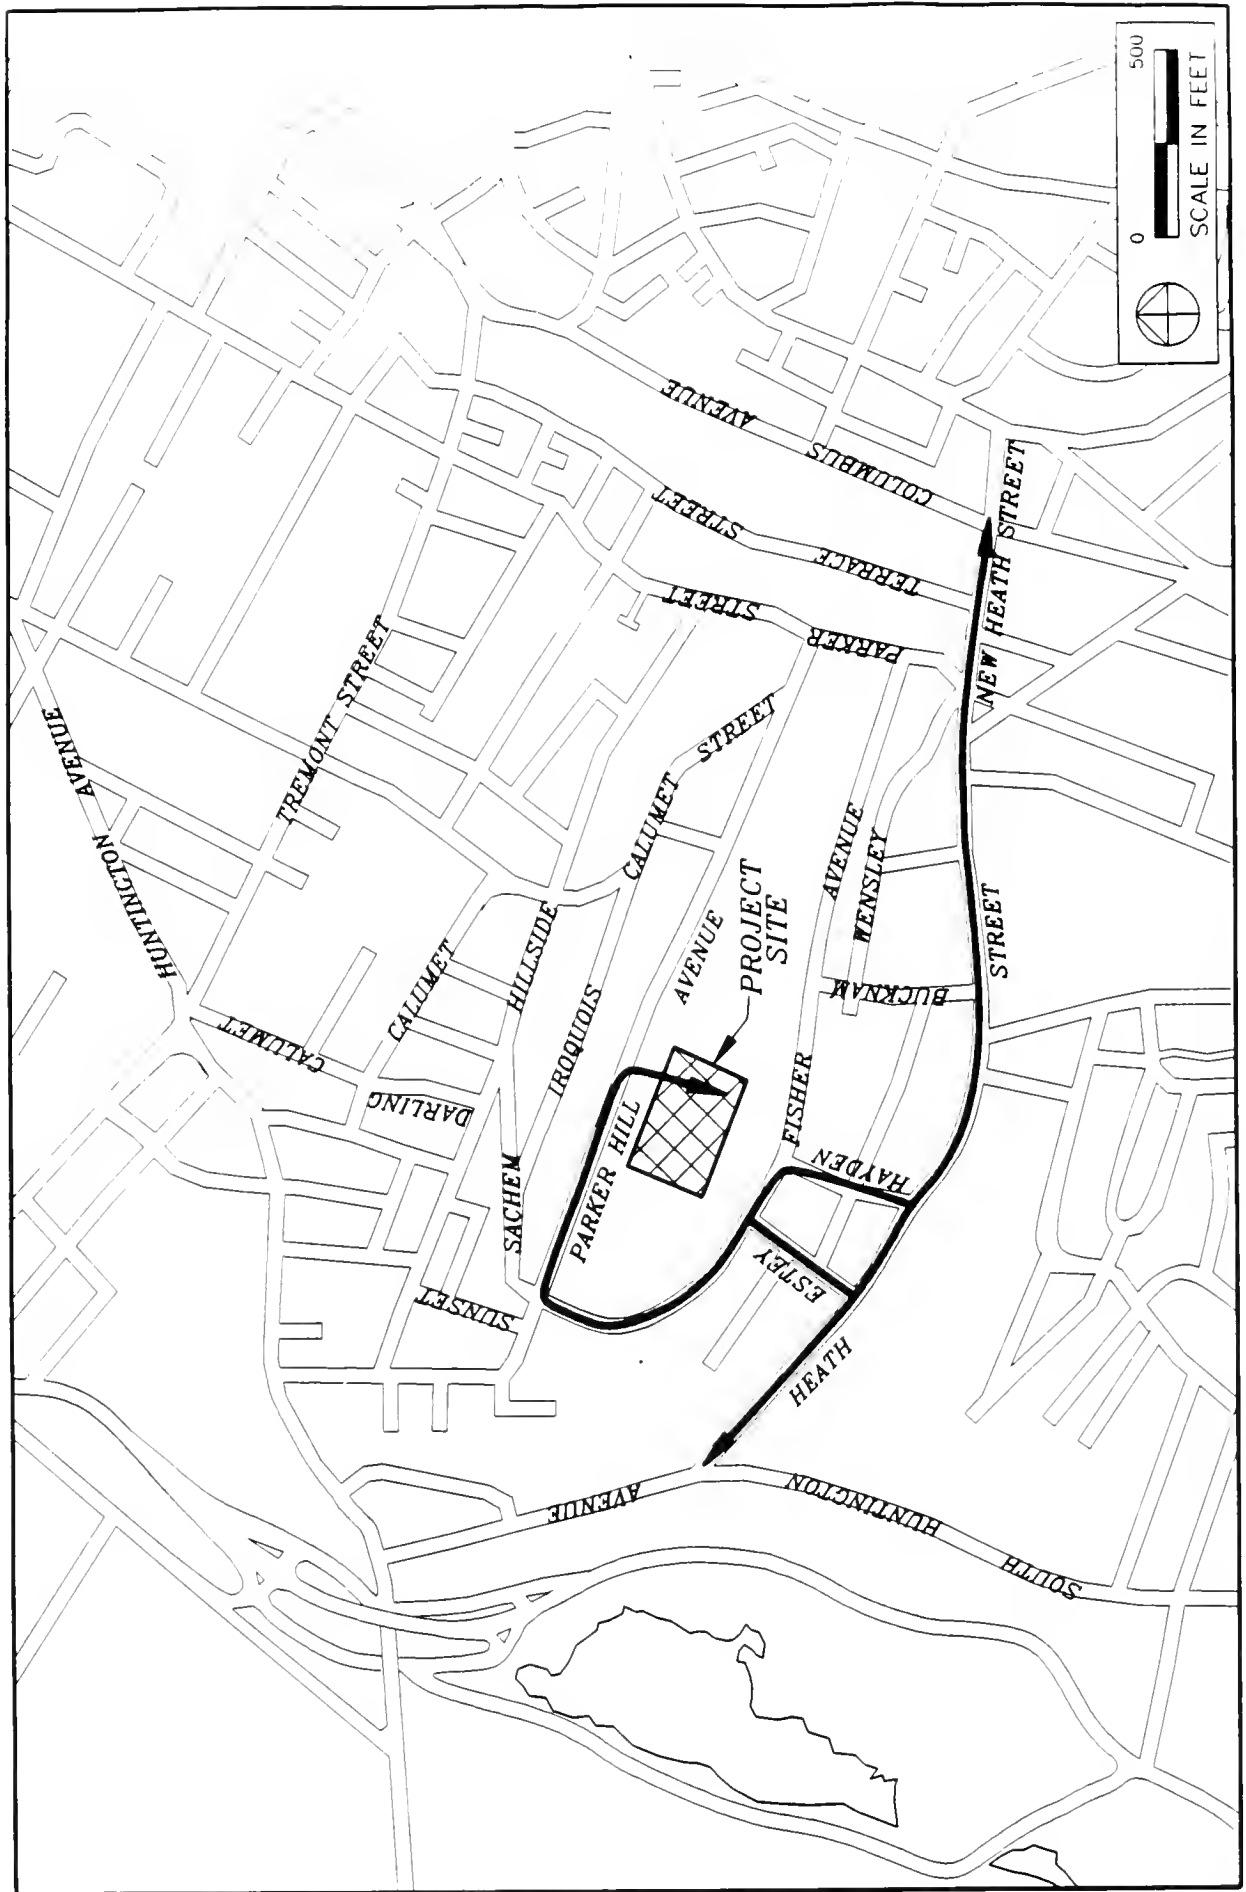 0 500
SCALE IN FEET
HUNTINGTON AVENUE
TREMONT STREET
COLUMBUS AVENUE
TERRACE STREET
PARKER STREET
NEW HEATH STREET
CALUMET STREET
CALUMET
CALUMET
HILLSIDE
IROQUOIS
DARLING
SACHEM
SUNSET
PARKER HILL AVENUE
PROJECT
SITE
FISHER AVENUE
WENSLEY
BUCKNAM
HAYDEN
ESTEY
HEATH STREET
SOUTH HUNTINGTON AVENUE